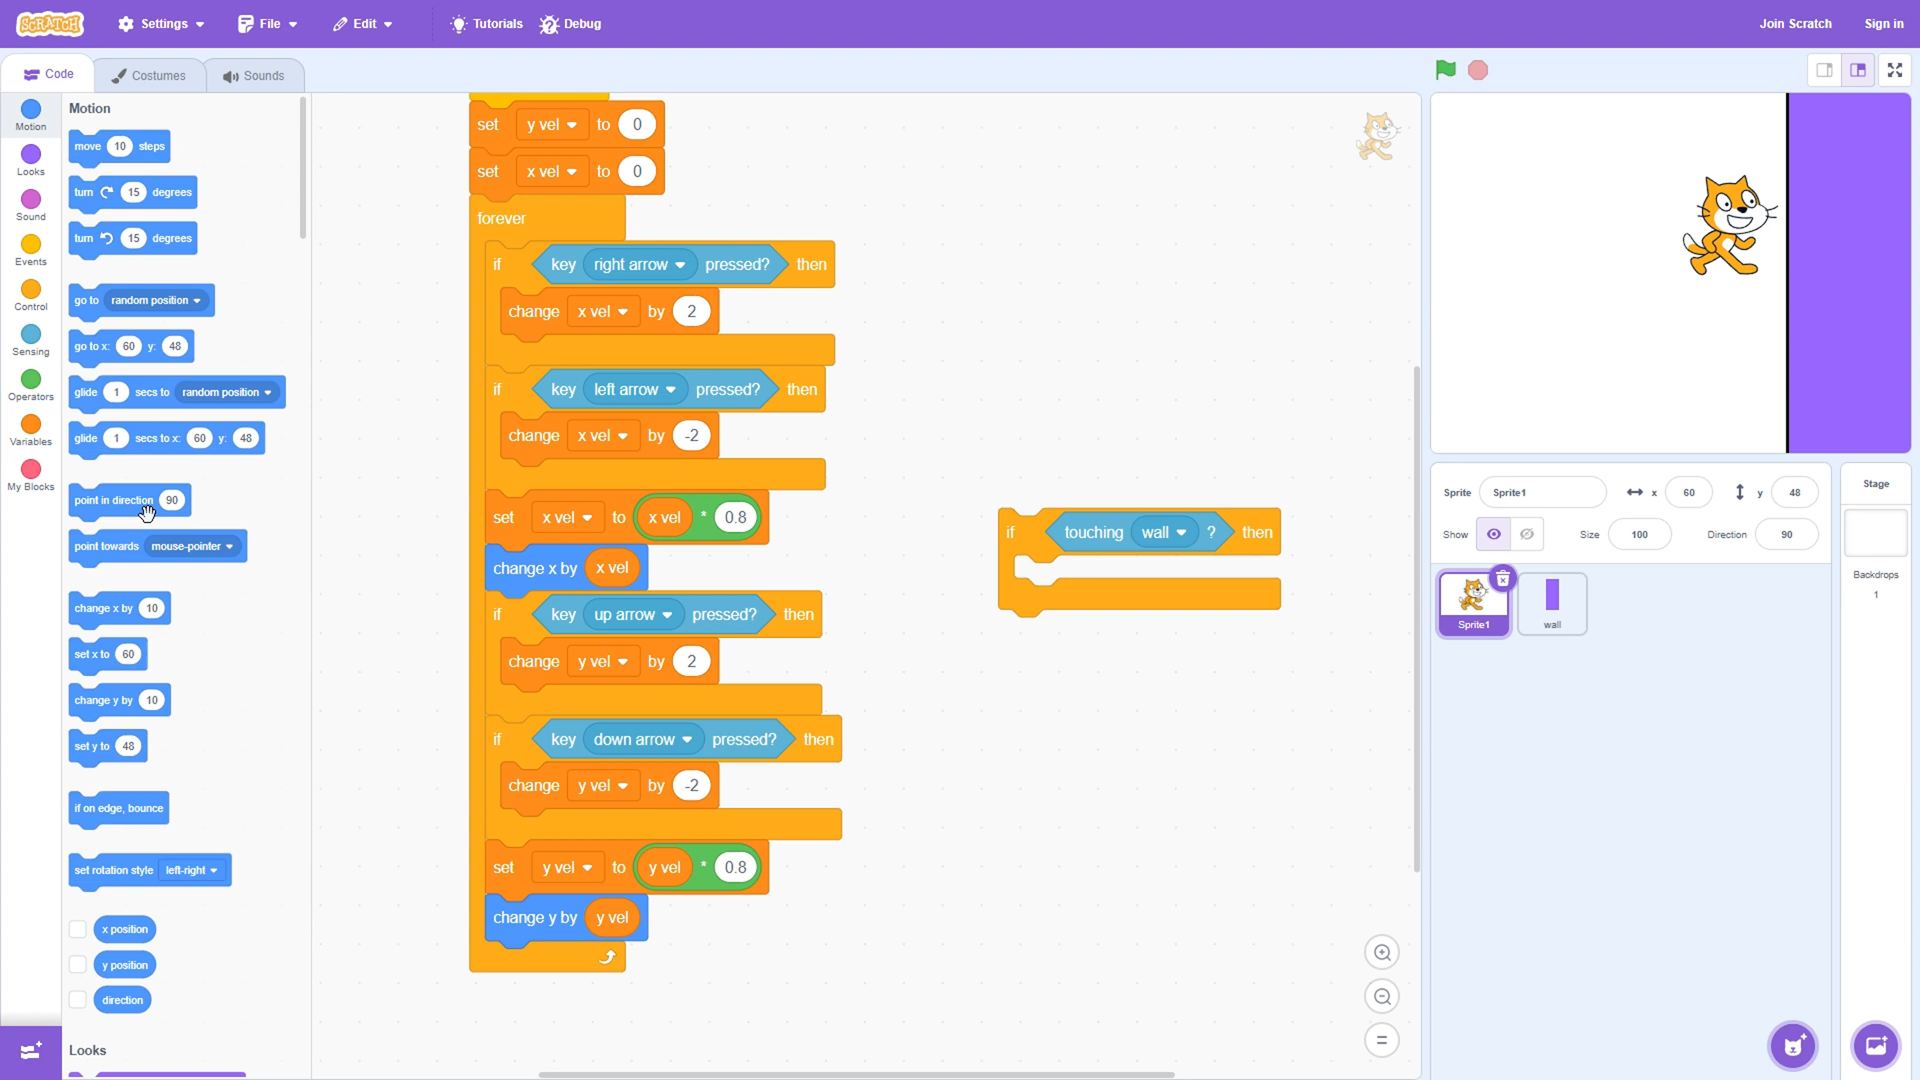 SCRATCH Settings File Edit Tutorials Debug Join Scratch Sign in
Code Costumes Sounds
Motion
Looks
Sound
Events
Control
Sensing
Operators
Variables
My Blocks
Motion
move 10 steps
turn 15 degrees
turn 15 degrees
go to random position
go to x: 60 y: 48
glide 1 secs to random position
glide 1 secs to x: 60 y: 48
point in direction 90
point towards mouse-pointer
change x by 10
set x to 60
change y by 10
set y to 48
if on edge, bounce
set rotation style left-right
x position
y position
direction
Looks
set y vel to 0
set x vel to 0
forever
if key right arrow pressed? then
change x vel by 2
if key left arrow pressed? then
change x vel by -2
set x vel to x vel * 0.8
change x by x vel
if key up arrow pressed? then
change y vel by 2
if key down arrow pressed? then
change y vel by -2
set y vel to y vel * 0.8
change y by y vel
if touching wall ? then
Sprite Sprite1 x 60 y 48
Show Size 100 Direction 90
Sprite1 wall
Stage
Backdrops
1